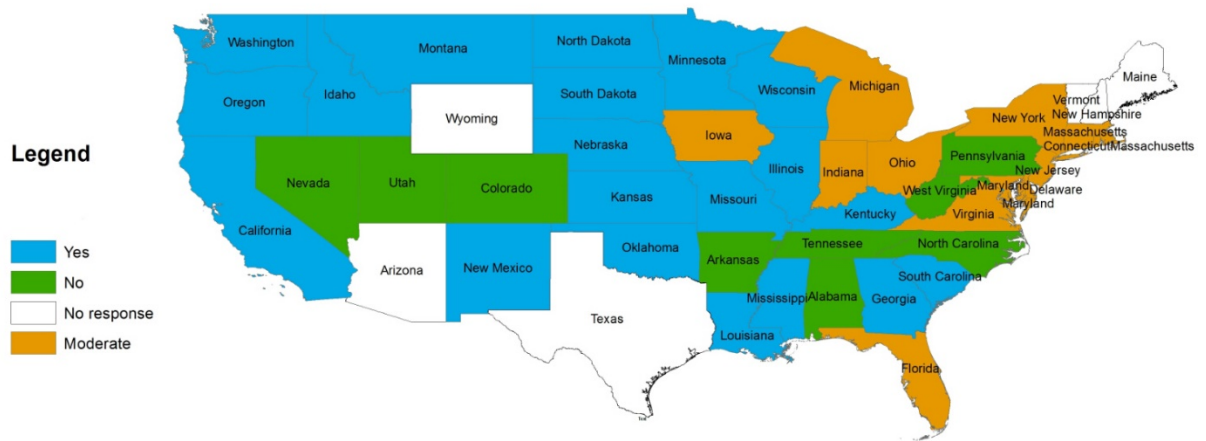 Legend
Yes
No
No response
Moderate
Washington
Montana
North Dakota
Minnesota
Maine
Oregon
Idaho
South Dakota
Wisconsin
Michigan
Vermont
New Hampshire
Wyoming
New York
Iowa
Massachusetts
Nebraska
ConnecticutMassachusetts
Pennsylvania
Illinois
Indiana
Ohio
New Jersey
Nevada
Utah
Colorado
West Virginia
Maryland
Delaware
Kansas
Missouri
Maryland
Kentucky
Virginia
California
Oklahoma
Tennessee
North Carolina
Arizona
New Mexico
Arkansas
South Carolina
Mississippi
Alabama
Georgia
Texas
Louisiana
Florida